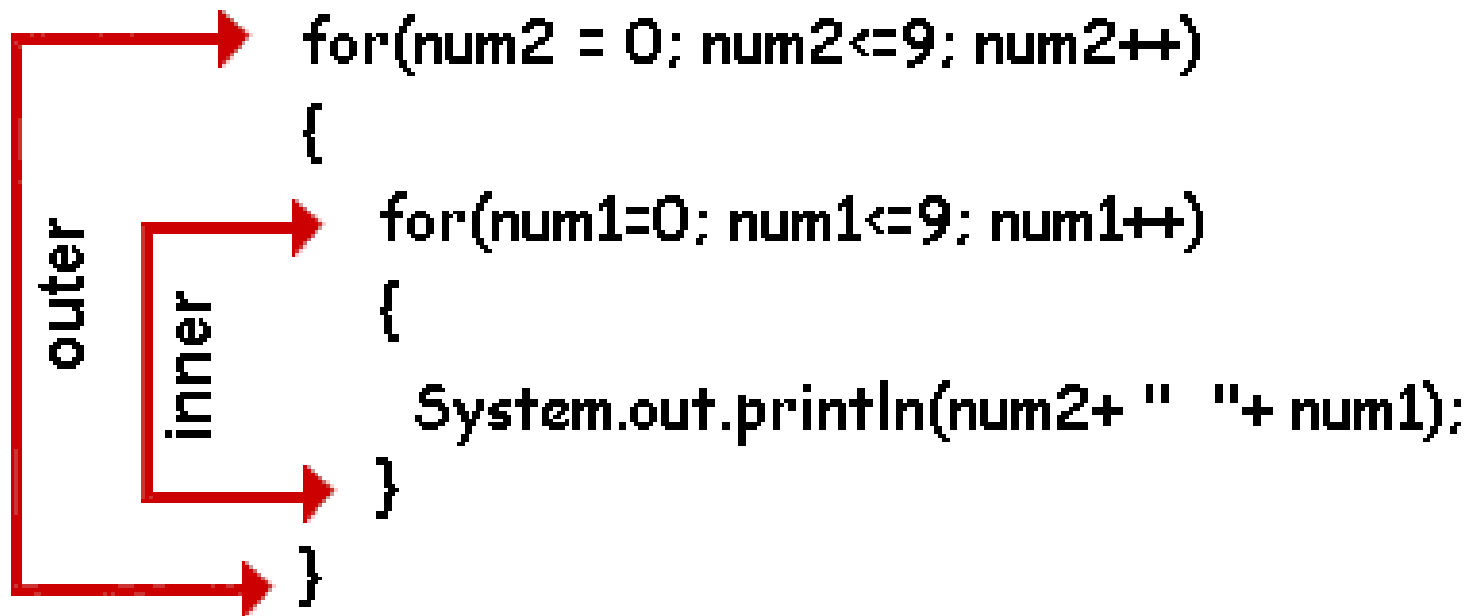 for(num2 = 0; num2<=9; num2++)
{
for(num1=0; num1<=9; num1++)
{
System.out.println(num2+ "  "+ num1);
}
}
outer
inner